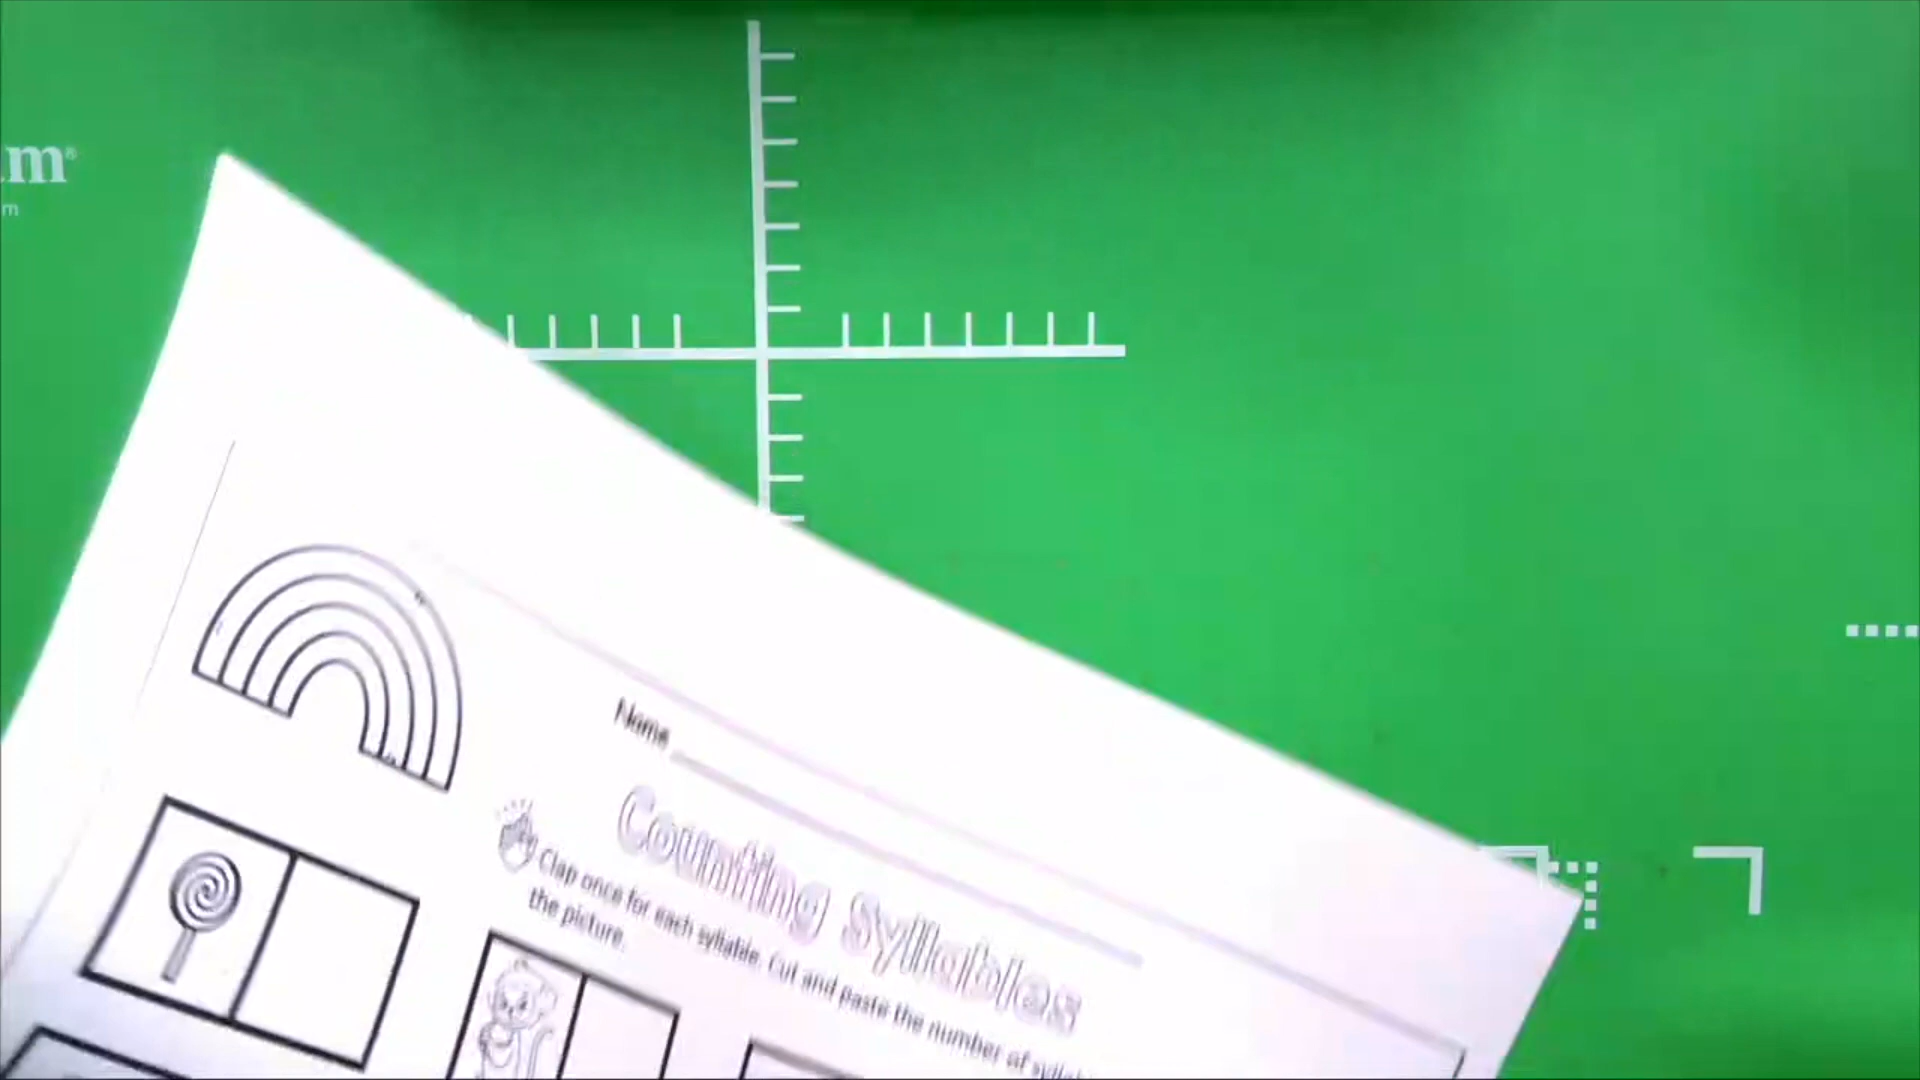 m®
m
Name
Counting Syllables
Clap once for each syllable. Cut and paste the number of
the picture.